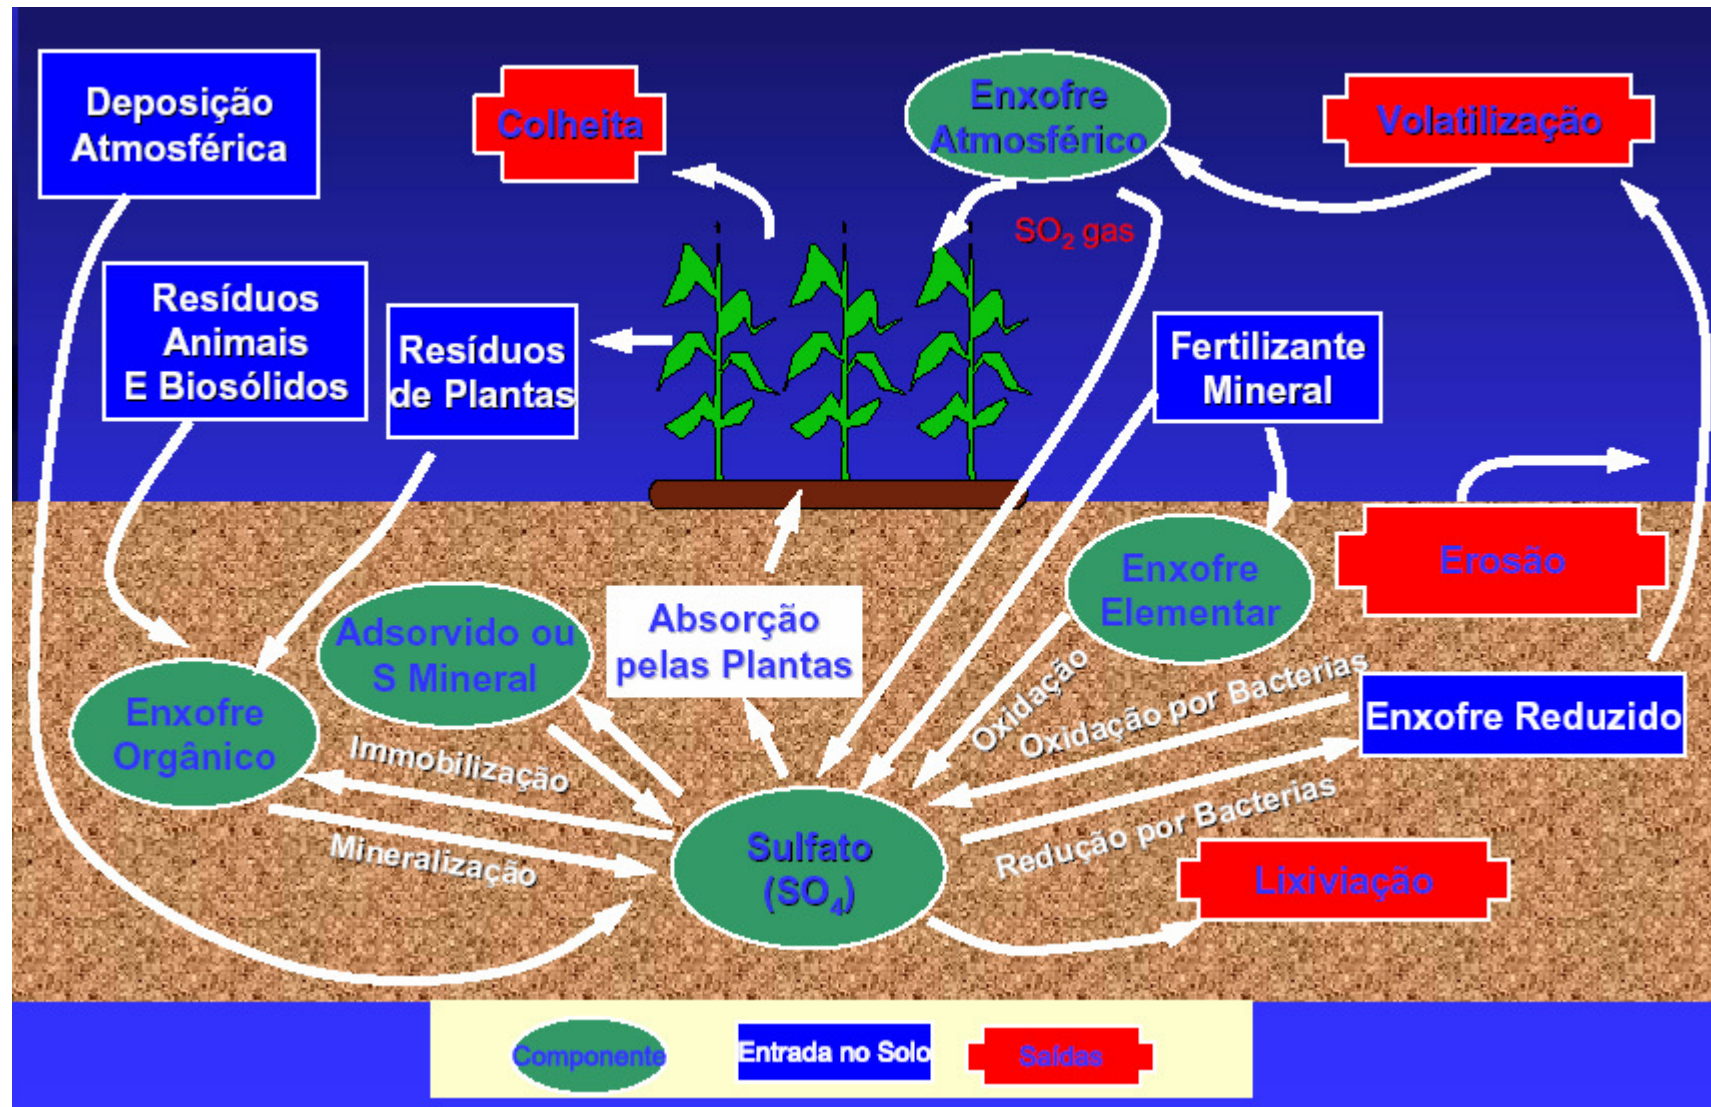 Deposição
Atmosférica
Colheita
Enxofre
Atmosférico
Volatilização
SO₂ gas
Resíduos
Animais
E Biosólidos
Resíduos
de Plantas
Fertilizante
Mineral
Enxofre
Elementar
Erosão
Adsorvido ou
S Mineral
Absorção
pelas Plantas
Enxofre
Orgânico
Oxidação
Oxidação por Bacterias
Enxofre Reduzido
Immobilização
Mineralização
Redução por Bacterias
Sulfato
(SO₄)
Lixiviação
Componente
Entrada no Solo
Saídas